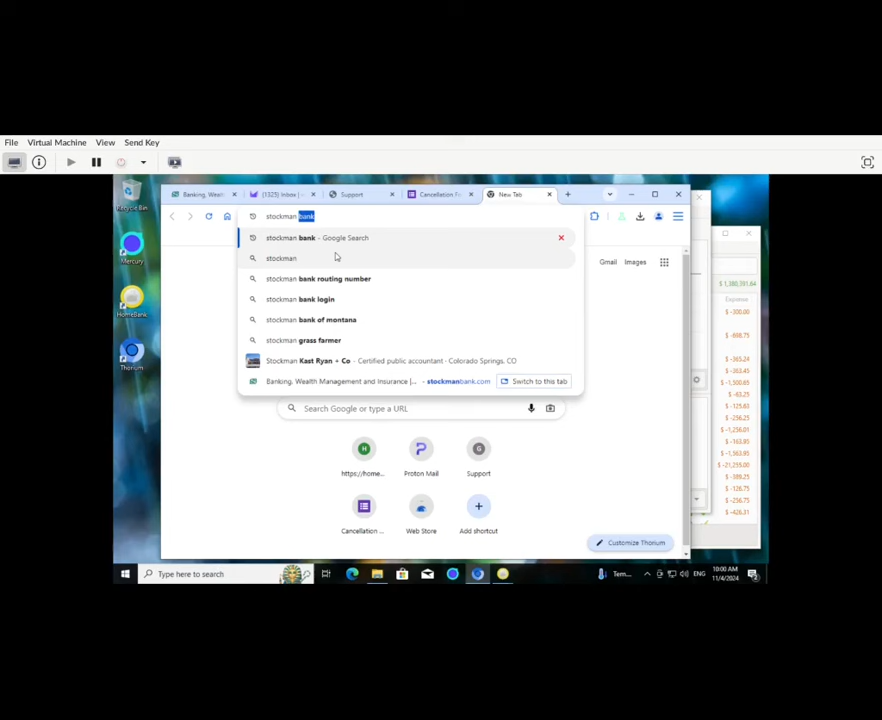 File Virtual Machine View Send Key
Recycle Bin
Mercury
HomeBank
Thorium
Banking, Wealt
(1325) Inbox |
Support
Cancellation F
New Tab
stockman bank
stockman bank - Google Search
stockman
stockman bank routing number
stockman bank login
stockman bank of montana
stockman grass farmer
Stockman Kast Ryan + Co - Certified public accountant · Colorado Springs, CO
Banking, Wealth Management and Insurance |... - stockmanbank.com Switch to this tab
Gmail Images
Search Google or type a URL
https://home...
Proton Mail
Support
Cancellation ...
Web Store
Add shortcut
Customize Thorium
$ 1,380,391.64
Expense
$ -300.00
$ -668.75
$ -365.24
$ -363.45
$ -1,500.65
$ -63.25
$ -125.63
$ -256.25
$ -1,256.01
$ -163.95
$ -1,563.95
$ -21,255.00
$ -389.25
$ -126.75
$ -256.75
$ -426.31
Type here to search
Tem...
ENG
10:00 AM
11/4/2024